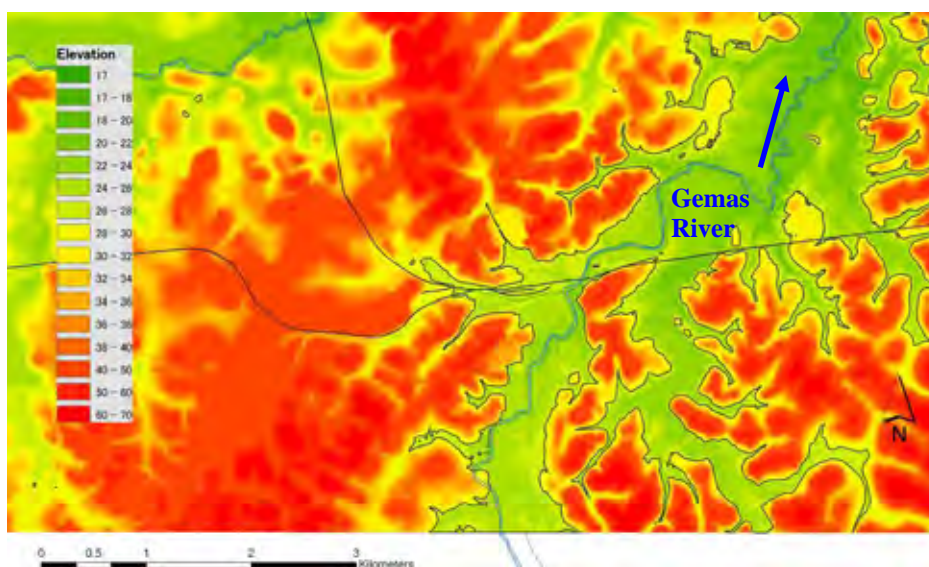 Elevation
17
17 - 18
18 - 20
20 - 22
22 - 24
24 - 26
26 - 28
28 - 30
30 - 32
32 - 34
34 - 36
36 - 38
38 - 40
40 - 50
50 - 60
60 - 70
Gemas
River
N
0 0.5 1 2 3
Kilometers